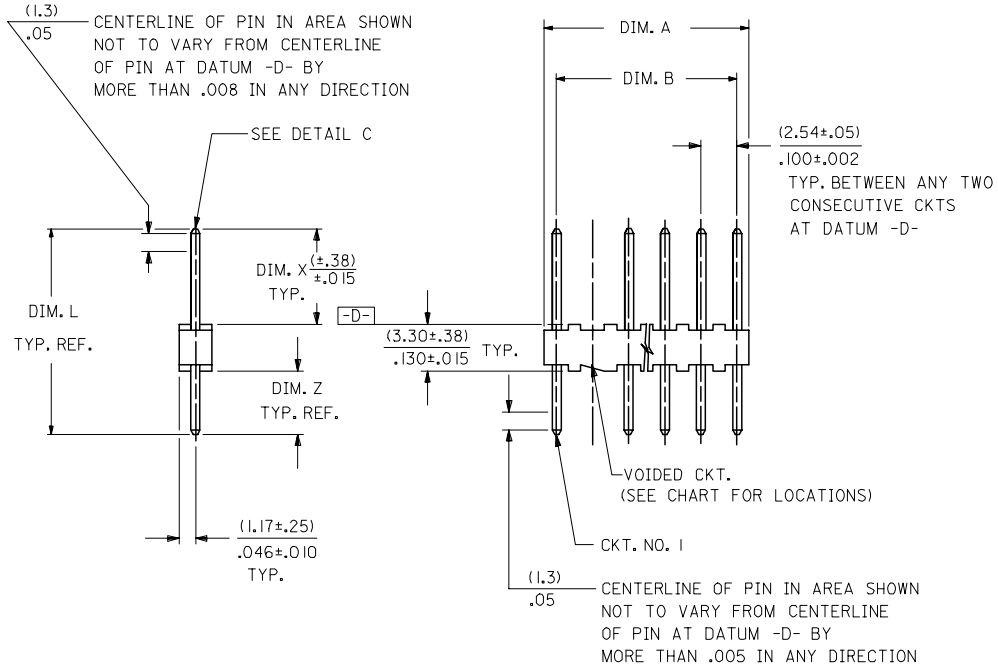 (1.3)
.05
CENTERLINE OF PIN IN AREA SHOWN
NOT TO VARY FROM CENTERLINE
OF PIN AT DATUM -D- BY
MORE THAN .008 IN ANY DIRECTION
SEE DETAIL C
DIM. A
DIM. B
(2.54±.05)
.100±.002
TYP. BETWEEN ANY TWO
CONSECUTIVE CKTS
AT DATUM -D-
DIM. X (±.38)
±.015
TYP.
DIM. L
TYP. REF.
-D-
(3.30±.38)
.130±.015
TYP.
DIM. Z
TYP. REF.
VOIDED CKT.
(SEE CHART FOR LOCATIONS)
(1.17±.25)
.046±.010
TYP.
CKT. NO. 1
(1.3)
.05
CENTERLINE OF PIN IN AREA SHOWN
NOT TO VARY FROM CENTERLINE
OF PIN AT DATUM -D- BY
MORE THAN .005 IN ANY DIRECTION